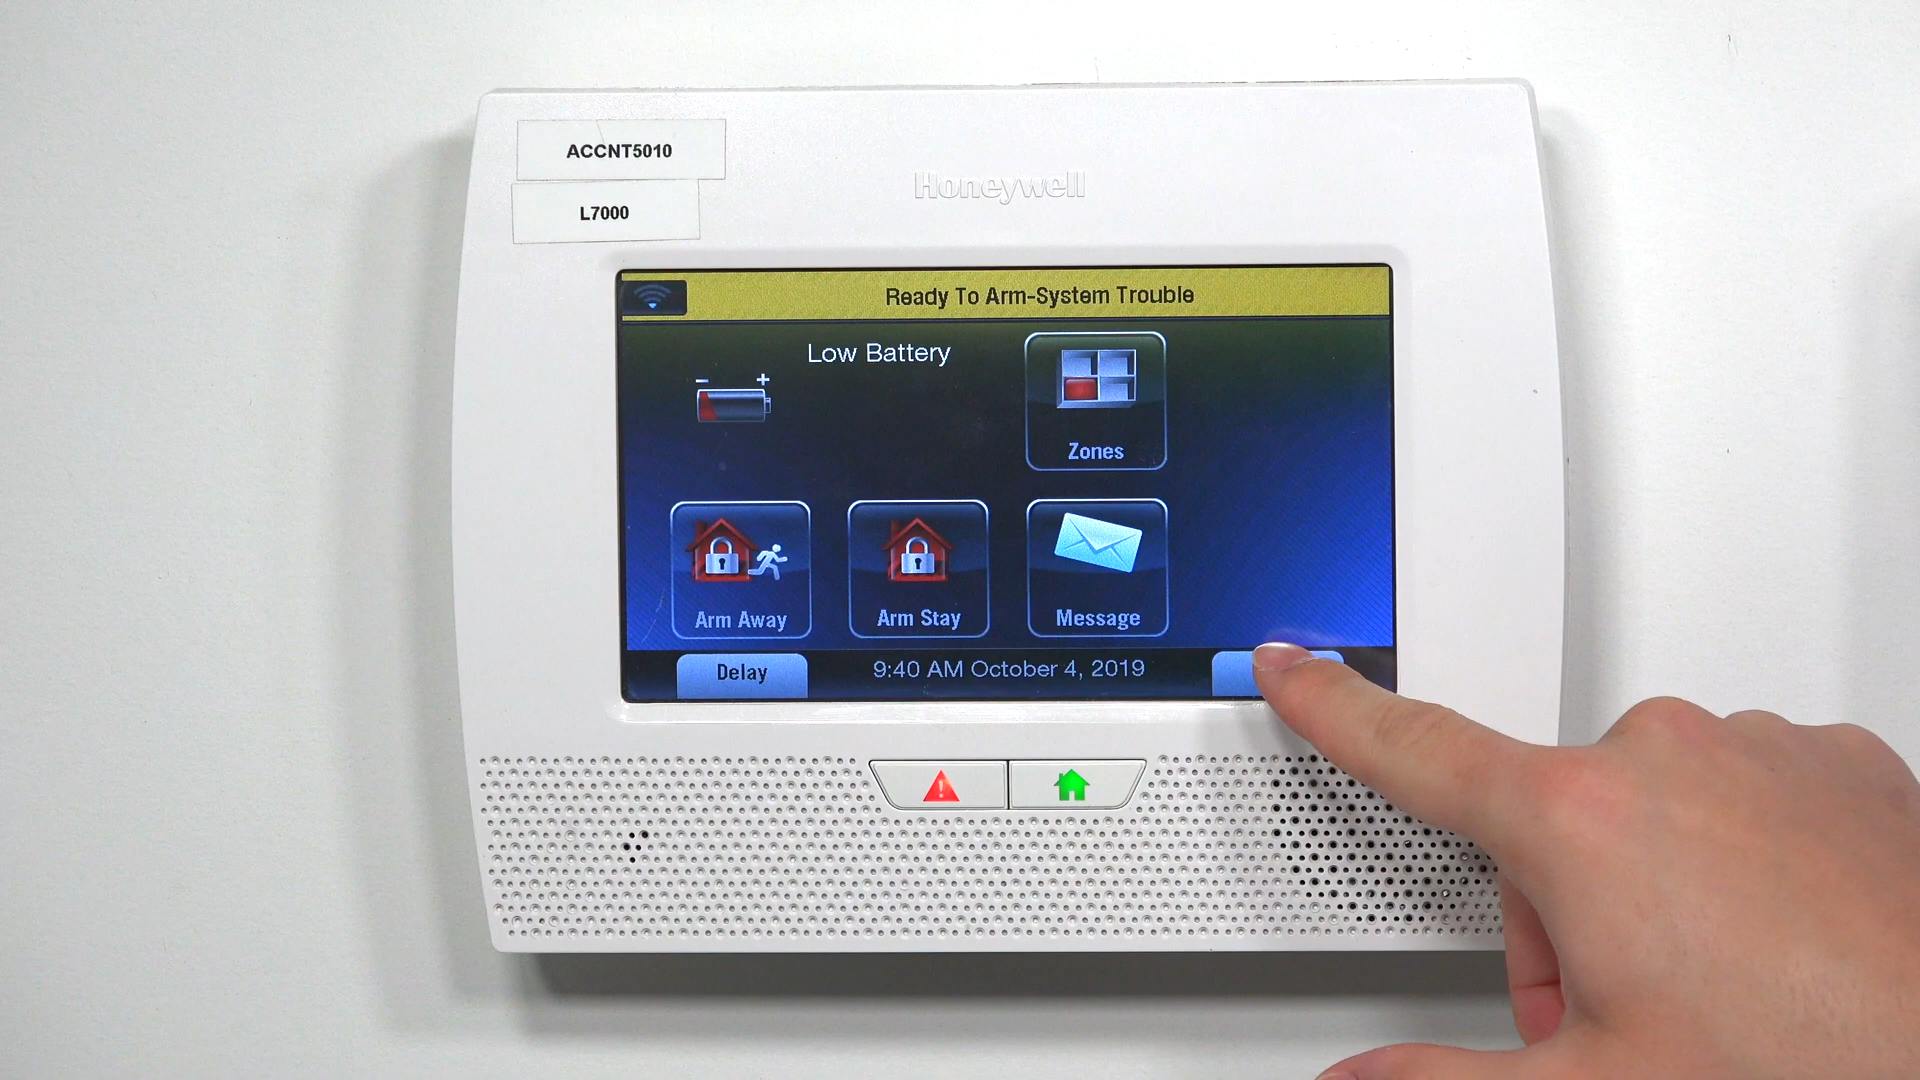 ACCNT5010
L7000
Honeywell
Ready To Arm-System Trouble
Low Battery
Zones
Arm Away
Arm Stay
Message
Delay
9:40 AM October 4, 2019